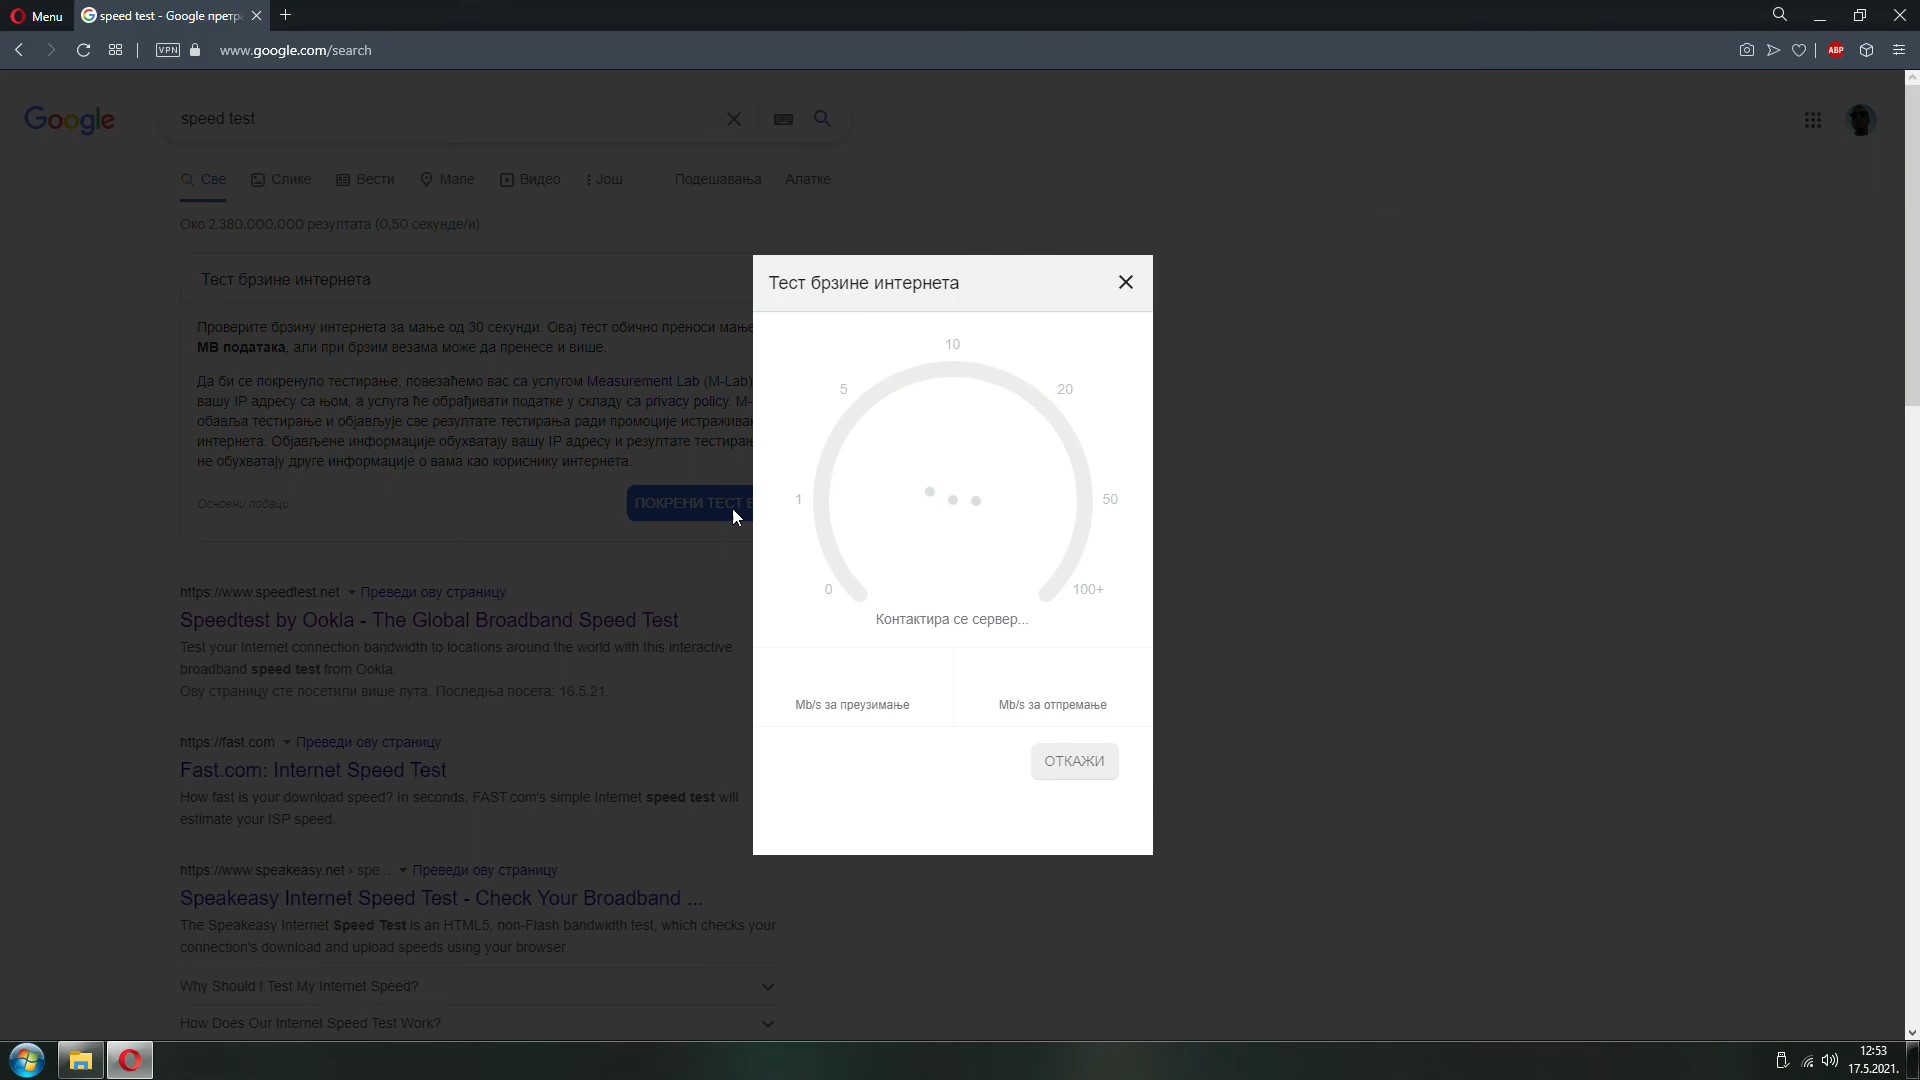 Menu
speed test - Google претра
VPN
www.google.com/search
ABP
Google
speed test
Све
Слике
Вести
Мапе
Видео
Још
Подешавања
Алатке
Око 2.380.000.000 резултата (0,50 секунде/и)
Тест брзине интернета
Проверите брзину интернета за мање од 30 секунди. Овај тест обично преноси мање
MB података, али при брзим везама може да пренесе и више.
Да би се покренуло тестирање, повезаћемо вас са услугом Measurement Lab (M-Lab)
вашу IP адресу са њом, а услуга ће обрађивати податке у складу са privacy policy. M-
обавља тестирање и објављује све резултате тестирања ради промоције
интернета. Објављене информације обухватају вашу IP адресу и резултате
не обухватају друге информације о вама као кориснику интернета.
Основни подаци
ПОКРЕНИ ТЕСТ
https://www.speedtest.net
Преведи ову страницу
Speedtest by Ookla - The Global Broadband Speed Test
Test your Internet connection bandwidth to locations around the world with this interactive
broadband speed test from Ookla.
Ову страницу сте посетили више пута. Последња посета: 16.5.21
https://fast.com
Преведи ову страницу
Fast.com: Internet Speed Test
How fast is your download speed? In seconds, FAST.com's simple Internet speed test will
estimate your ISP speed.
https://www.speakeasy.net › spe...
Преведи ову страницу
Speakeasy Internet Speed Test - Check Your Broadband ...
The Speakeasy Internet Speed Test is an HTML5, non-Flash bandwidth test, which checks your
connection's download and upload speeds using your browser.
Why Should I Test My Internet Speed?
How Does Our Internet Speed Test Work?
Тест брзине интернета
10
5
20
1
50
0
100+
Контактира се сервер...
Mb/s за преузимање
Mb/s за отпремање
ОТКАЖИ
12:53
17.5.2021.